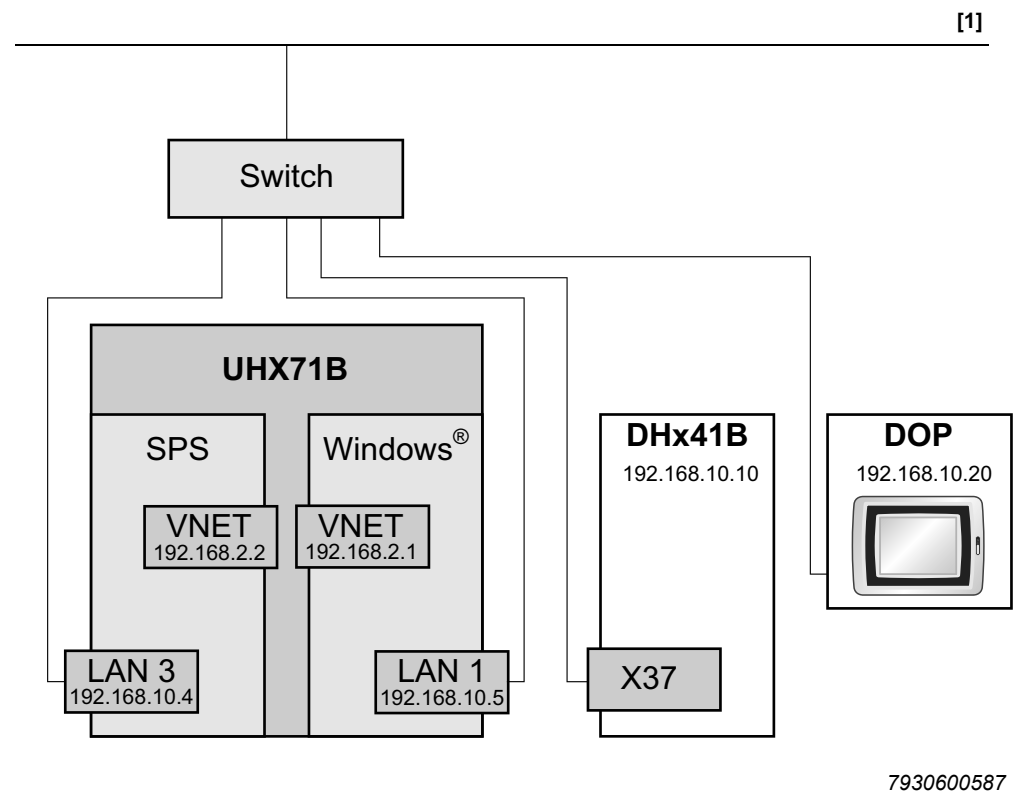 [1]
Switch
UHX71B
SPS
Windows®
VNET
192.168.2.2
VNET
192.168.2.1
LAN 3
192.168.10.4
LAN 1
192.168.10.5
DHx41B
192.168.10.10
X37
DOP
192.168.10.20
7930600587